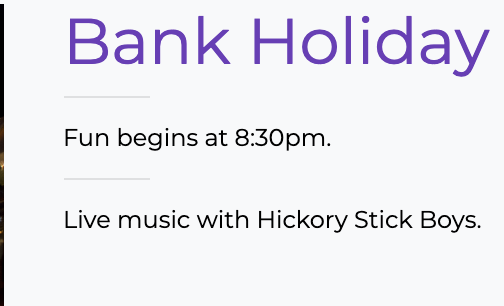 Bank Holiday
Fun begins at 8:30pm.
Live music with Hickory Stick Boys.